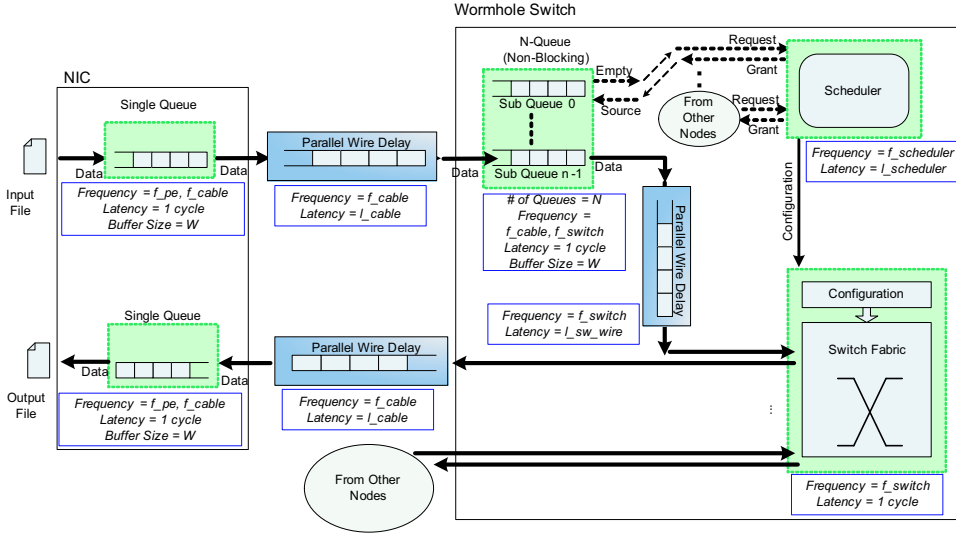 Wormhole Switch
NIC
N-Queue
(Non-Blocking)
Empty
Request
Grant
Sub Queue 0
Source
From
Other
Nodes
Request
Grant
Scheduler
Single Queue
Parallel Wire Delay
Data
Data
Data
Data
Sub Queue n -1
Input
File
Frequency = f_pe, f_cable
Latency = 1 cycle
Buffer Size = W
Frequency = f_cable
Latency = l_cable
# of Queues = N
Frequency =
f_cable, f_switch
Latency = 1 cycle
Buffer Size = W
Parallel Wire Delay
Frequency = f_scheduler
Latency = l_scheduler
Configuration
Frequency = f_switch
Latency = l_sw_wire
Configuration
Switch Fabric
Single Queue
Parallel Wire Delay
Data
Data
Output
File
Frequency = f_pe, f_cable
Latency = 1 cycle
Buffer Size = W
Frequency = f_cable
Latency = l_cable
...
From Other
Nodes
Frequency = f_switch
Latency = 1 cycle